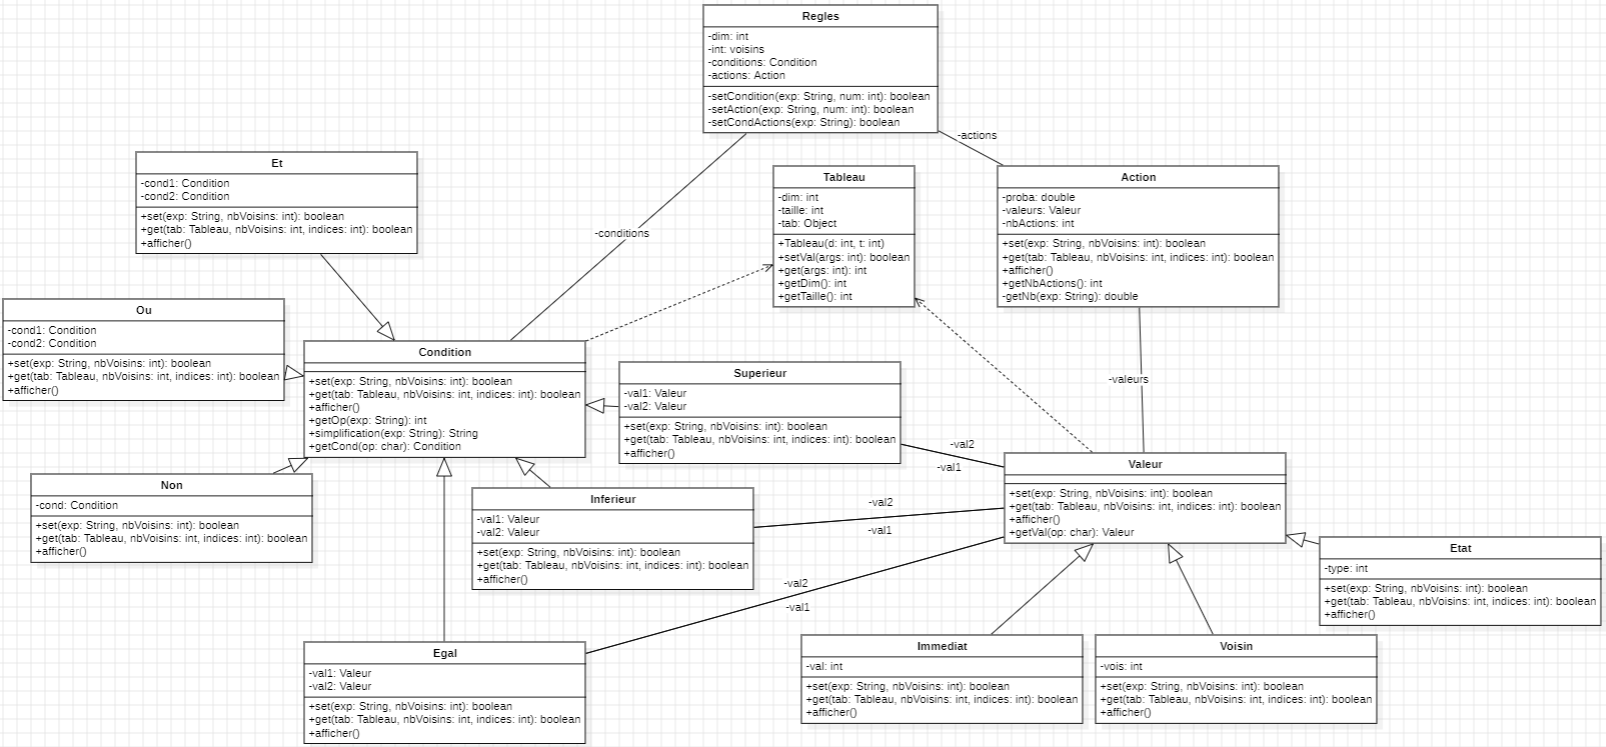 Regles
-dim: int
-int: voisins
-conditions: Condition
-actions: Action
-setCondition(exp: String, num: int): boolean
-setAction(exp: String, num: int): boolean
-setCondActions(exp: String): boolean
-actions
Et
-cond1: Condition
-cond2: Condition
+set(exp: String, nbVoisins: int): boolean
+get(tab: Tableau, nbVoisins: int, indices: int): boolean
+afficher()
Tableau
-dim: int
-taille: int
-tab: Object
+Tableau(d: int, t: int)
+setVal(args: int): boolean
+get(args: int): int
+getDim(): int
+getTaille(): int
Action
-proba: double
-valeurs: Valeur
-nbActions: int
+set(exp: String, nbVoisins: int): boolean
+get(tab: Tableau, nbVoisins: int, indices: int): boolean
+afficher()
+getNbActions(): int
-getNb(exp: String): double
-conditions
Ou
-cond1: Condition
-cond2: Condition
+set(exp: String, nbVoisins: int): boolean
+get(tab: Tableau, nbVoisins: int, indices: int): boolean
+afficher()
Condition
+set(exp: String, nbVoisins: int): boolean
+get(tab: Tableau, nbVoisins: int, indices: int): boolean
+afficher()
+getOp(exp: String): int
+simplification(exp: String): String
+getCond(op: char): Condition
Superieur
-val1: Valeur
-val2: Valeur
+set(exp: String, nbVoisins: int): boolean
+get(tab: Tableau, nbVoisins: int, indices: int): boolean
+afficher()
-valeurs
-val2
-val1
Valeur
+set(exp: String, nbVoisins: int): boolean
+get(tab: Tableau, nbVoisins: int, indices: int): boolean
+afficher()
+getVal(op: char): Valeur
Non
-cond: Condition
+set(exp: String, nbVoisins: int): boolean
+get(tab: Tableau, nbVoisins: int, indices: int): boolean
+afficher()
Inferieur
-val1: Valeur
-val2: Valeur
+set(exp: String, nbVoisins: int): boolean
+get(tab: Tableau, nbVoisins: int, indices: int): boolean
+afficher()
-val2
-val1
Etat
-type: int
+set(exp: String, nbVoisins: int): boolean
+get(tab: Tableau, nbVoisins: int, indices: int): boolean
+afficher()
-val2
-val1
Egal
-val1: Valeur
-val2: Valeur
+set(exp: String, nbVoisins: int): boolean
+get(tab: Tableau, nbVoisins: int, indices: int): boolean
+afficher()
Immediat
-val: int
+set(exp: String, nbVoisins: int): boolean
+get(tab: Tableau, nbVoisins: int, indices: int): boolean
+afficher()
Voisin
-vois: int
+set(exp: String, nbVoisins: int): boolean
+get(tab: Tableau, nbVoisins: int, indices: int): boolean
+afficher()